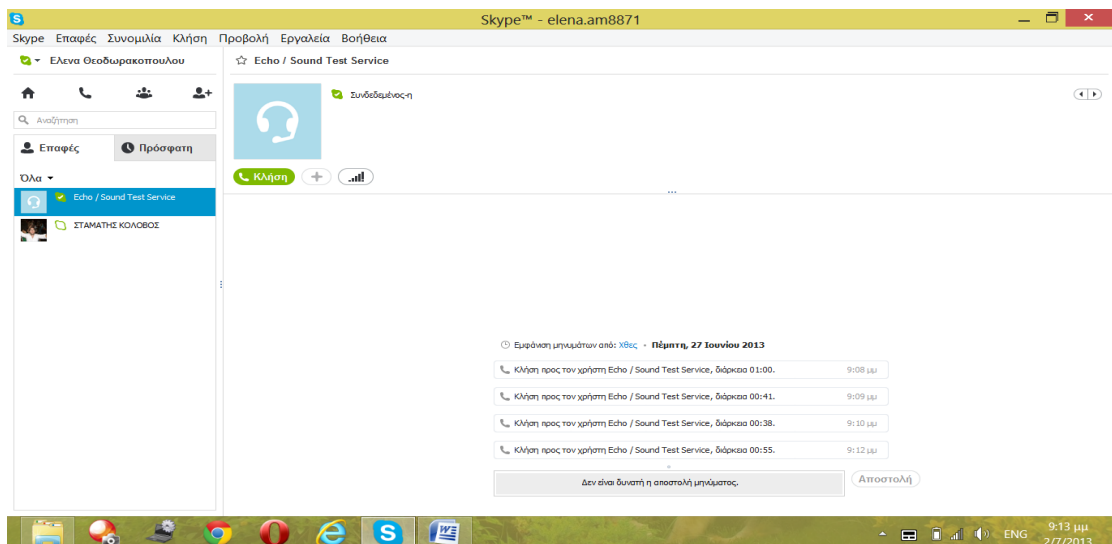 Skype™ - elena.am8871
Skype Επαφές Συνομιλία Κλήση Προβολή Εργαλεία Βοήθεια
Ελενα Θεοδωρακοπουλου
Echo / Sound Test Service
Συνδεδεμένος-η
Αναζήτηση
Επαφές Πρόσφατη
Όλα
Κλήση
Echo / Sound Test Service
ΣΤΑΜΑΤΗΣ ΚΟΛΟΒΟΣ
Εμφάνιση μηνυμάτων από: Χθες • Πέμπτη, 27 Ιουνίου 2013
Κλήση προς τον χρήστη Echo / Sound Test Service, διάρκεια 01:00. 9:08 μμ
Κλήση προς τον χρήστη Echo / Sound Test Service, διάρκεια 00:41. 9:09 μμ
Κλήση προς τον χρήστη Echo / Sound Test Service, διάρκεια 00:38. 9:10 μμ
Κλήση προς τον χρήστη Echo / Sound Test Service, διάρκεια 00:55. 9:12 μμ
Δεν είναι δυνατή η αποστολή μηνύματος. Αποστολή
ENG 9:13 μμ
2/7/2013